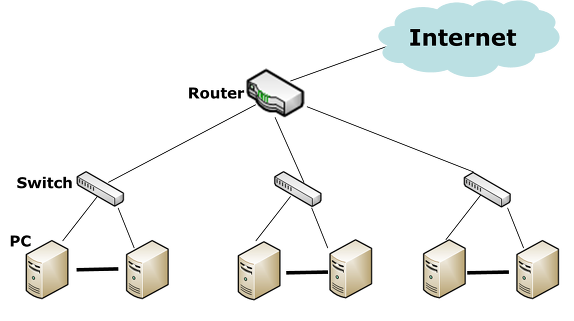 Internet
Router
Switch
PC